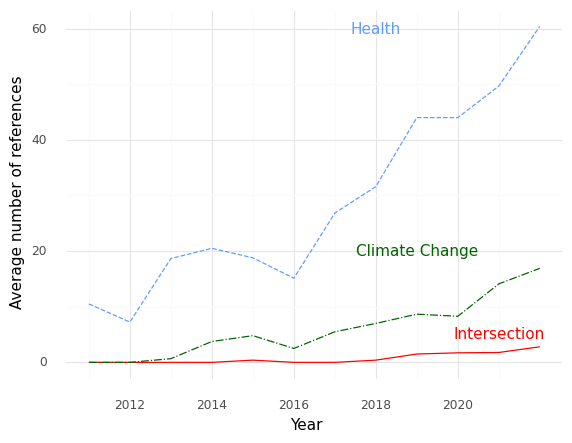 60
Health
40
Average number of references
20
Climate Change
Intersection
0
2012 2014 2016 2018 2020
Year